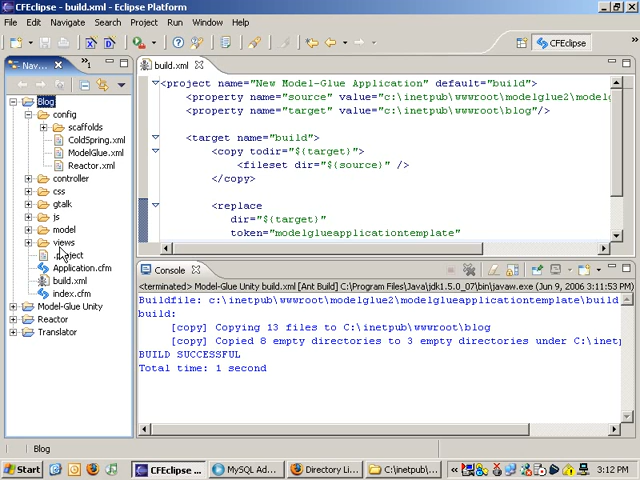 CFEclipse - build.xml - Eclipse Platform
File Edit Navigate Search Project Run Window Help
CFEclipse
Nav...
»1
build.xml
Blog
config
scaffolds
ColdSpring.xml
ModelGlue.xml
Reactor.xml
controller
css
gtalk
js
model
views
.project
Application.cfm
build.xml
index.cfm
Model-Glue Unity
Reactor
Translator
<project name="New Model-Glue Application" default="build">
<property name="source" value="c:\inetpub\wwwroot\modelglue2\modelg
<property name="target" value="c:\inetpub\wwwroot\blog"/>
<target name="build">
<copy todir="${target}">
<fileset dir="${source}" />
</copy>
<replace
dir="${target}"
token="modelglueapplicationtemplate"
Console
<terminated> Model-Glue Unity build.xml [Ant Build] C:\Program Files\Java\jdk1.5.0_07\bin\javaw.exe (Jun 9, 2006 3:11:53 PM)
Buildfile: c:\inetpub\wwwroot\modelglue2\modelglueapplicationtemplate\build
build:
[copy] Copying 13 files to C:\inetpub\wwwroot\blog
[copy] Copied 8 empty directories to 3 empty directories under C:\inetp
BUILD SUCCESSFUL
Total time: 1 second
Blog
Start
CFEclipse ...
MySQL Ad...
Directory Li...
C:\inetpub\...
3:12 PM